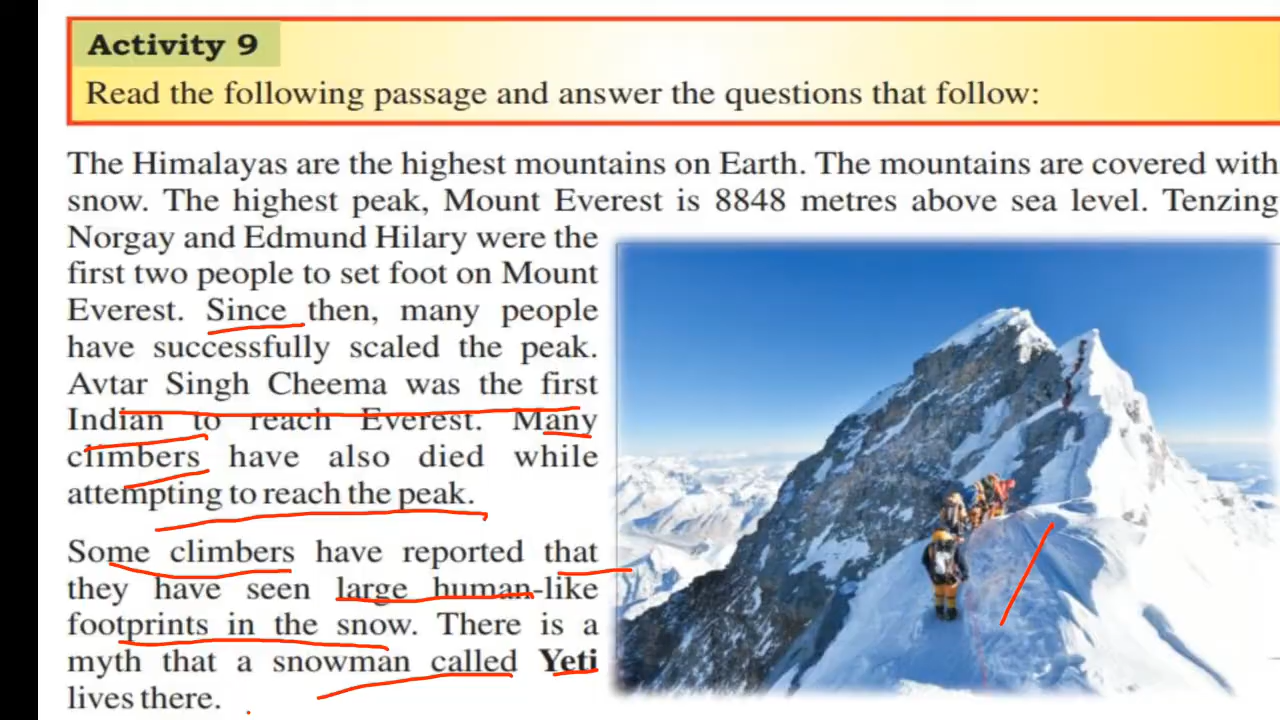 Activity 9
Read the following passage and answer the questions that follow:
The Himalayas are the highest mountains on Earth. The mountains are covered with
snow. The highest peak, Mount Everest is 8848 metres above sea level. Tenzing
Norgay and Edmund Hilary were the
first two people to set foot on Mount
Everest. Since then, many people
have successfully scaled the peak.
Avtar Singh Cheema was the first
Indian to reach Everest. Many
climbers have also died while
attempting to reach the peak.
Some climbers have reported that
they have seen large human-like
footprints in the snow. There is a
myth that a snowman called Yeti
lives there.